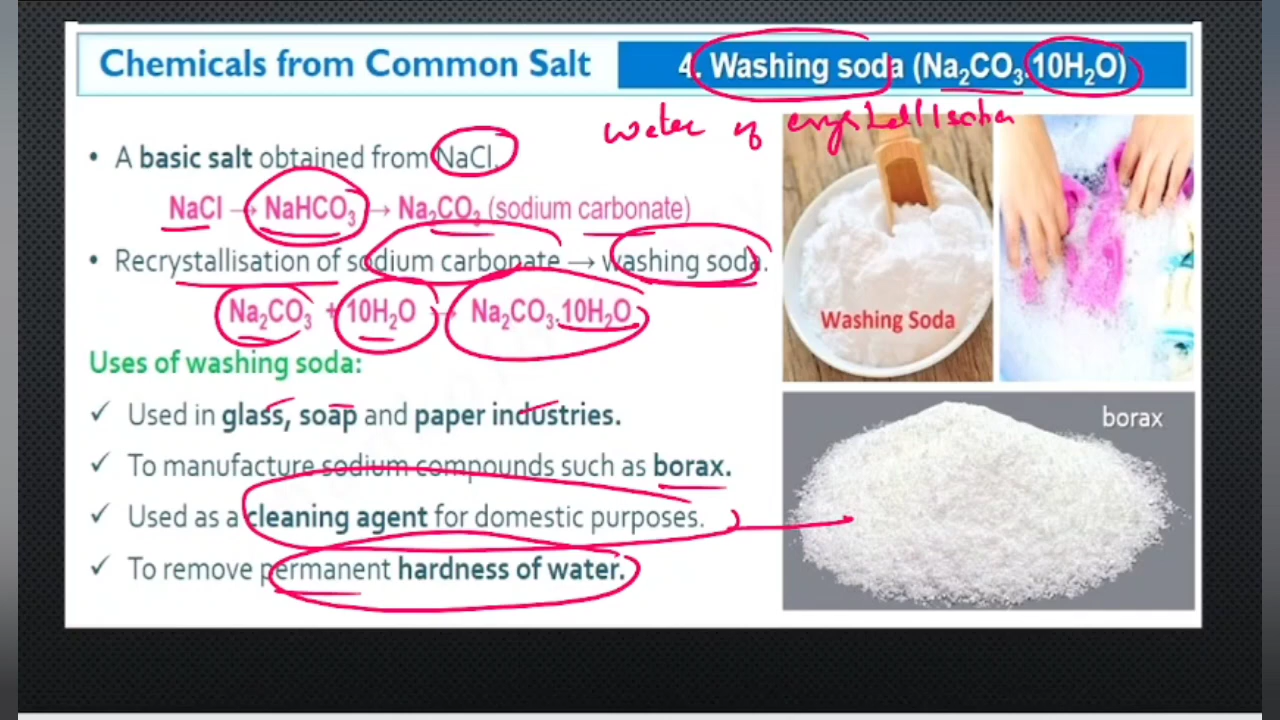 Chemicals from Common Salt
4. Washing soda (Na₂CO₃.10H₂O)
water of crystallisation
• A basic salt obtained from NaCl.
NaCl → NaHCO₃ → Na₂CO₃ (sodium carbonate)
• Recrystallisation of sodium carbonate → washing soda.
Na₂CO₃ + 10H₂O → Na₂CO₃.10H₂O
Washing Soda
Uses of washing soda:
✓ Used in glass, soap and paper industries.
✓ To manufacture sodium compounds such as borax.
✓ Used as a cleaning agent for domestic purposes.
✓ To remove permanent hardness of water.
borax